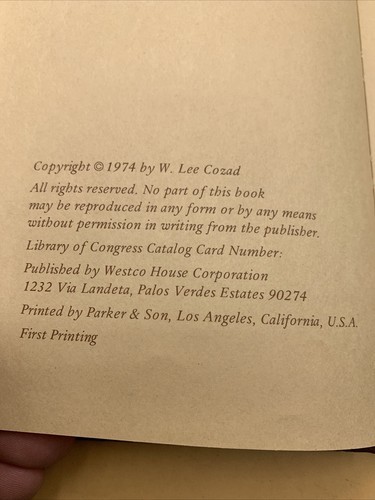 Copyright © 1974 by W. Lee Cozad
All rights reserved. No part of this book
may be reproduced in any form or by any means
without permission in writing from the publisher.
Library of Congress Catalog Card Number:
Published by Westco House Corporation
1232 Via Landeta, Palos Verdes Estates 90274
Printed by Parker & Son, Los Angeles, California, U.S.A.
First Printing